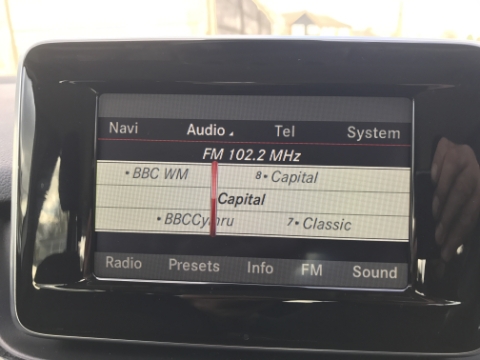 Navi Audio Tel System
FM 102.2 MHz
• BBC WM 8• Capital
Capital
• BBCCymru 7• Classic
Radio Presets Info FM Sound